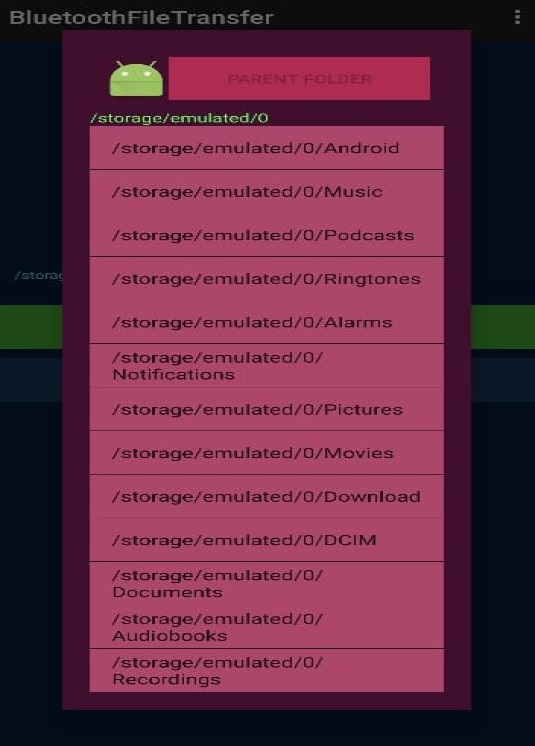 BluetoothFileTransfer
PARENT FOLDER
/storage/emulated/0
/storage/emulated/0/Android
/storage/emulated/0/Music
/storage/emulated/0/Podcasts
/storag
/storage/emulated/0/Ringtones
/storage/emulated/0/Alarms
/storage/emulated/0/
Notifications
/storage/emulated/0/Pictures
/storage/emulated/0/Movies
/storage/emulated/0/Download
/storage/emulated/0/DCIM
/storage/emulated/0/
Documents
/storage/emulated/0/
Audiobooks
/storage/emulated/0/
Recordings